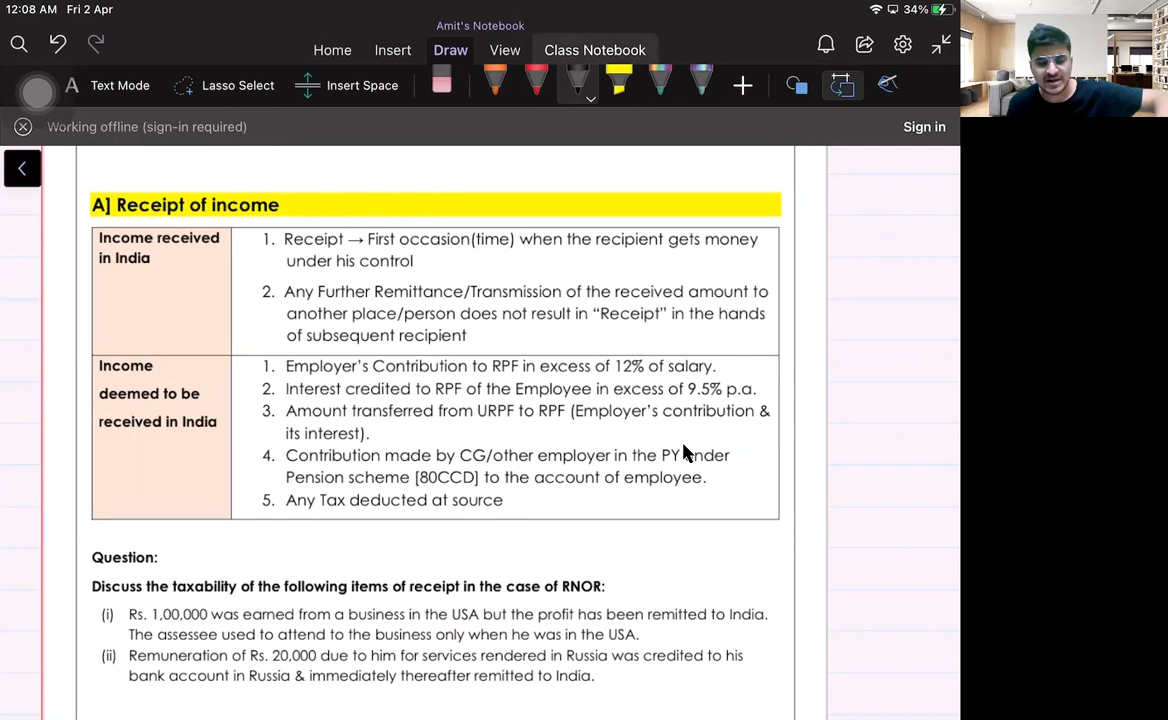 12:08 AM Fri 2 Apr
34%
Amit's Notebook
Home Insert Draw View Class Notebook
A Text Mode Lasso Select Insert Space
Working offline (sign-in required) Sign in
A] Receipt of income
Income received
in India
1. Receipt → First occasion(time) when the recipient gets money
under his control
2. Any Further Remittance/Transmission of the received amount to
another place/person does not result in “Receipt” in the hands
of subsequent recipient
Income
deemed to be
received in India
1. Employer’s Contribution to RPF in excess of 12% of salary.
2. Interest credited to RPF of the Employee in excess of 9.5% p.a.
3. Amount transferred from URPF to RPF (Employer’s contribution &
its interest).
4. Contribution made by CG/other employer in the PY under
Pension scheme [80CCD] to the account of employee.
5. Any Tax deducted at source
Question:
Discuss the taxability of the following items of receipt in the case of RNOR:
(i) Rs. 1,00,000 was earned from a business in the USA but the profit has been remitted to India.
The assessee used to attend to the business only when he was in the USA.
(ii) Remuneration of Rs. 20,000 due to him for services rendered in Russia was credited to his
bank account in Russia & immediately thereafter remitted to India.